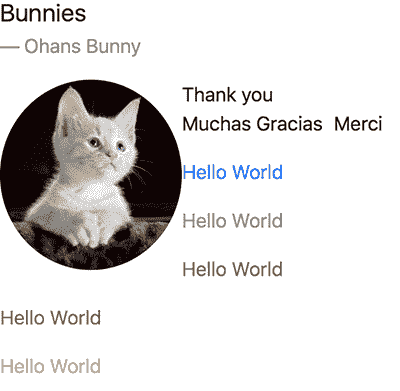 Bunnies
— Ohans Bunny
Thank you
Muchas Gracias Merci
Hello World
Hello World
Hello World
Hello World
Hello World